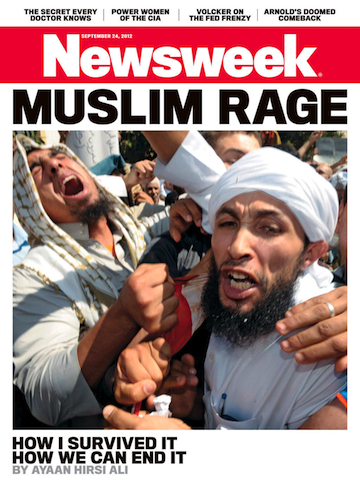 THE SECRET EVERY DOCTOR KNOWS
POWER WOMEN OF THE CIA
VOLCKER ON THE FED FRENZY
ARNOLD'S DOOMED COMEBACK
SEPTEMBER 24, 2012
Newsweek®
MUSLIM RAGE
HOW I SURVIVED IT
HOW WE CAN END IT
BY AYAAN HIRSI ALI